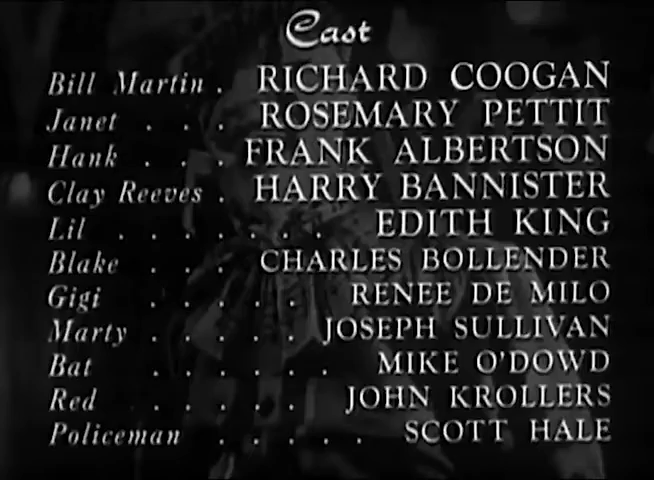 Cast
Bill Martin . RICHARD COOGAN
Janet . . . ROSEMARY PETTIT
Hank . . . FRANK ALBERTSON
Clay Reeves . HARRY BANNISTER
Lil . . . . . . . EDITH KING
Blake . . . CHARLES BOLLENDER
Gigi . . . . . RENEE DE MILO
Marty . . . . . JOSEPH SULLIVAN
Bat . . . . . . MIKE O'DOWD
Red . . . . . JOHN KROLLERS
Policeman . . . . . SCOTT HALE